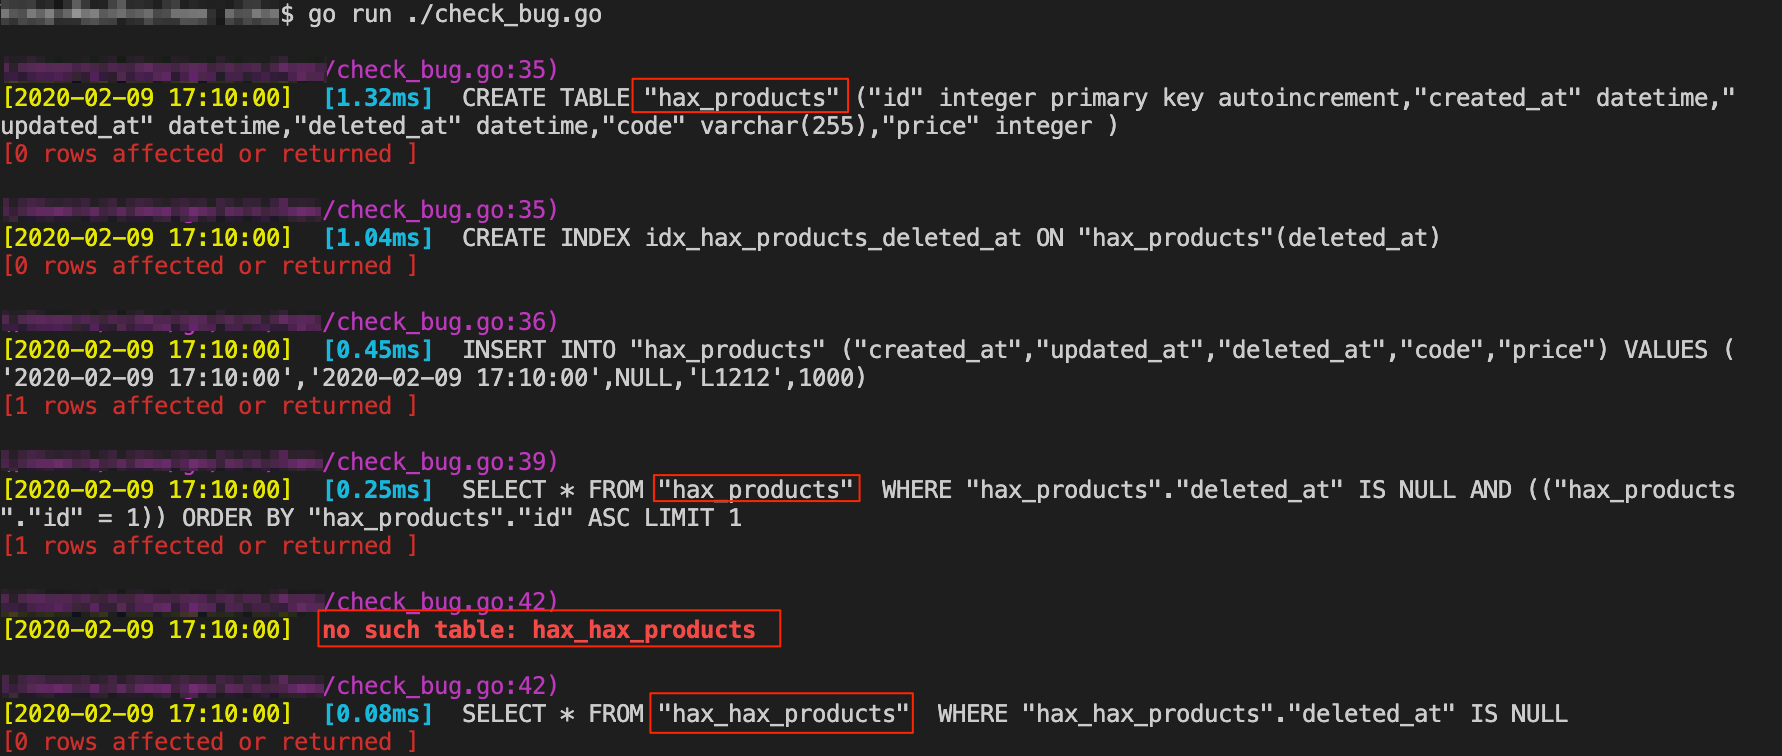 $ go run ./check_bug.go
/check_bug.go:35)
[2020-02-09 17:10:00]  [1.32ms]  CREATE TABLE "hax_products" ("id" integer primary key autoincrement,"created_at" datetime,"
updated_at" datetime,"deleted_at" datetime,"code" varchar(255),"price" integer )
[0 rows affected or returned ]
/check_bug.go:35)
[2020-02-09 17:10:00]  [1.04ms]  CREATE INDEX idx_hax_products_deleted_at ON "hax_products"(deleted_at)
[0 rows affected or returned ]
/check_bug.go:36)
[2020-02-09 17:10:00]  [0.45ms]  INSERT INTO "hax_products" ("created_at","updated_at","deleted_at","code","price") VALUES (
'2020-02-09 17:10:00','2020-02-09 17:10:00',NULL,'L1212',1000)
[1 rows affected or returned ]
/check_bug.go:39)
[2020-02-09 17:10:00]  [0.25ms]  SELECT * FROM "hax_products"  WHERE "hax_products"."deleted_at" IS NULL AND (("hax_products
"."id" = 1)) ORDER BY "hax_products"."id" ASC LIMIT 1
[1 rows affected or returned ]
/check_bug.go:42)
[2020-02-09 17:10:00]  no such table: hax_hax_products
/check_bug.go:42)
[2020-02-09 17:10:00]  [0.08ms]  SELECT * FROM "hax_hax_products"  WHERE "hax_hax_products"."deleted_at" IS NULL
[0 rows affected or returned ]